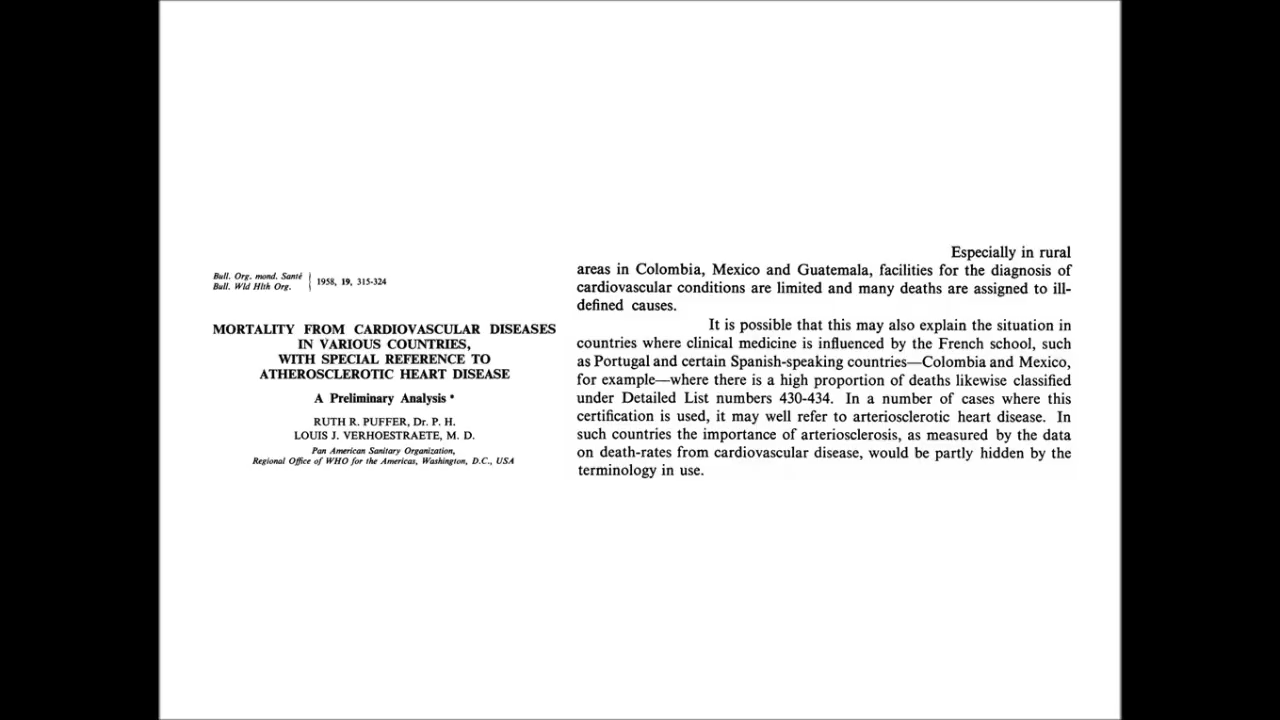 Bull. Org. mond. Santé
Bull. Wld Hlth Org.
1958, 19, 315-324
MORTALITY FROM CARDIOVASCULAR DISEASES
IN VARIOUS COUNTRIES,
WITH SPECIAL REFERENCE TO
ATHEROSCLEROTIC HEART DISEASE
A Preliminary Analysis *
RUTH R. PUFFER, Dr. P. H.
LOUIS J. VERHOESTRAETE, M. D.
Pan American Sanitary Organization,
Regional Office of WHO for the Americas, Washington, D.C., USA
Especially in rural
areas in Colombia, Mexico and Guatemala, facilities for the diagnosis of
cardiovascular conditions are limited and many deaths are assigned to ill-
defined causes.
It is possible that this may also explain the situation in
countries where clinical medicine is influenced by the French school, such
as Portugal and certain Spanish-speaking countries—Colombia and Mexico,
for example—where there is a high proportion of deaths likewise classified
under Detailed List numbers 430-434. In a number of cases where this
certification is used, it may well refer to arteriosclerotic heart disease. In
such countries the importance of arteriosclerosis, as measured by the data
on death-rates from cardiovascular disease, would be partly hidden by the
terminology in use.